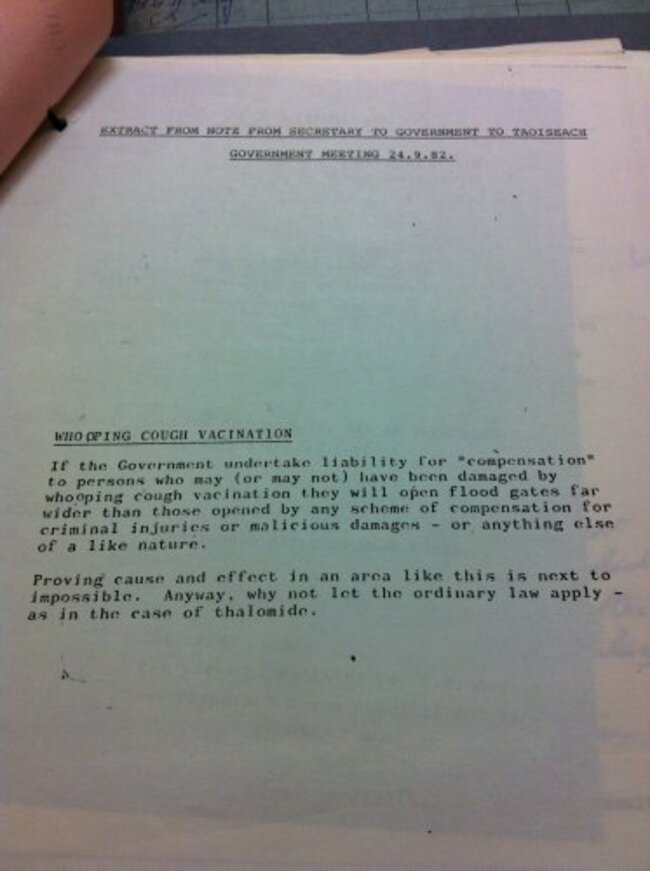 EXTRACT FROM NOTE FROM SECRETARY TO GOVERNMENT TO TAOISEACH
GOVERNMENT MEETING 24.9.82.
WHOOPING COUGH VACINATION
If the Government undertake liability for "compensation"
to persons who may (or may not) have been damaged by
whooping cough vacination they will open flood gates far
wider than those opened by any scheme of compensation for
criminal injuries or malicious damages - or anything else
of a like nature.
Proving cause and effect in an area like this is next to
impossible. Anyway, why not let the ordinary law apply -
as in the case of thalomide.